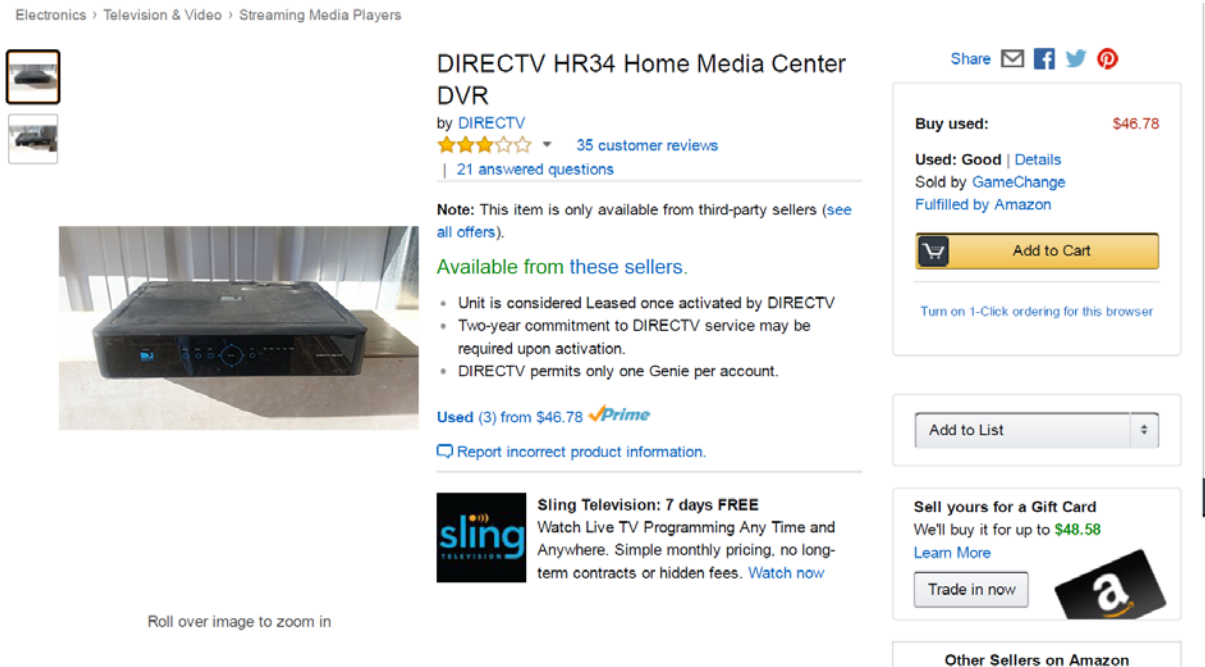 Electronics › Television & Video › Streaming Media Players
DIRECTV HR34 Home Media Center
DVR
by DIRECTV
35 customer reviews
| 21 answered questions
Note: This item is only available from third-party sellers (see
all offers).
Available from these sellers.
Unit is considered Leased once activated by DIRECTV
Two-year commitment to DIRECTV service may be
required upon activation.
DIRECTV permits only one Genie per account.
Used (3) from $46.78 Prime
Report incorrect product information.
sling
TELEVISION
Sling Television: 7 days FREE
Watch Live TV Programming Any Time and
Anywhere. Simple monthly pricing, no long-
term contracts or hidden fees. Watch now
Roll over image to zoom in
Share
Buy used: $46.78
Used: Good | Details
Sold by GameChange
Fulfilled by Amazon
Add to Cart
Turn on 1-Click ordering for this browser
Add to List
Sell yours for a Gift Card
We'll buy it for up to $48.58
Learn More
Trade in now
a
Other Sellers on Amazon